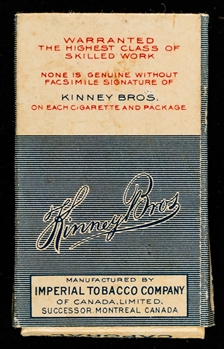 WARRANTED
THE HIGHEST CLASS OF
SKILLED WORK
NONE IS GENUINE WITHOUT
FACSIMILE SIGNATURE OF
KINNEY BROS.
ON EACH CIGARETTE AND PACKAGE
Kinney Bros
MANUFACTURED BY
IMPERIAL TOBACCO COMPANY
OF CANADA, LIMITED.
SUCCESSOR. MONTREAL CANADA